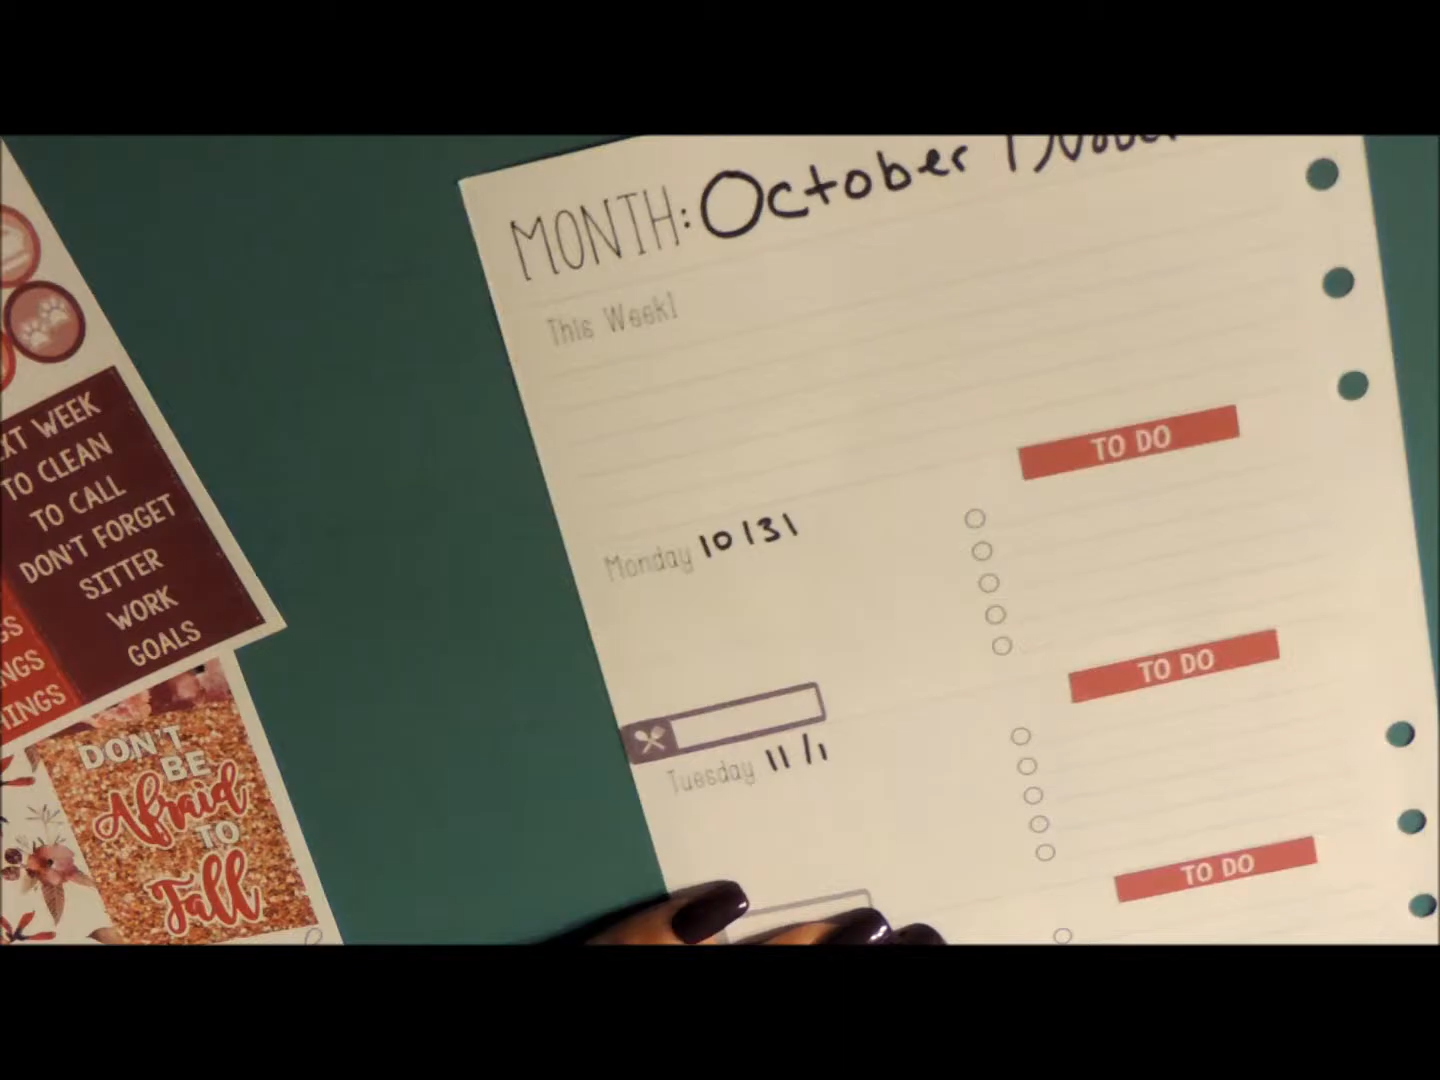 MONTH: October
This Week!
TO DO
Monday 10/31
TO DO
Tuesday 11/1
TO DO
WEEK
TO CLEAN
TO CALL
DON'T FORGET
SITTER
WORK
GOALS
DON'T
BE
Afraid
TO
Fall